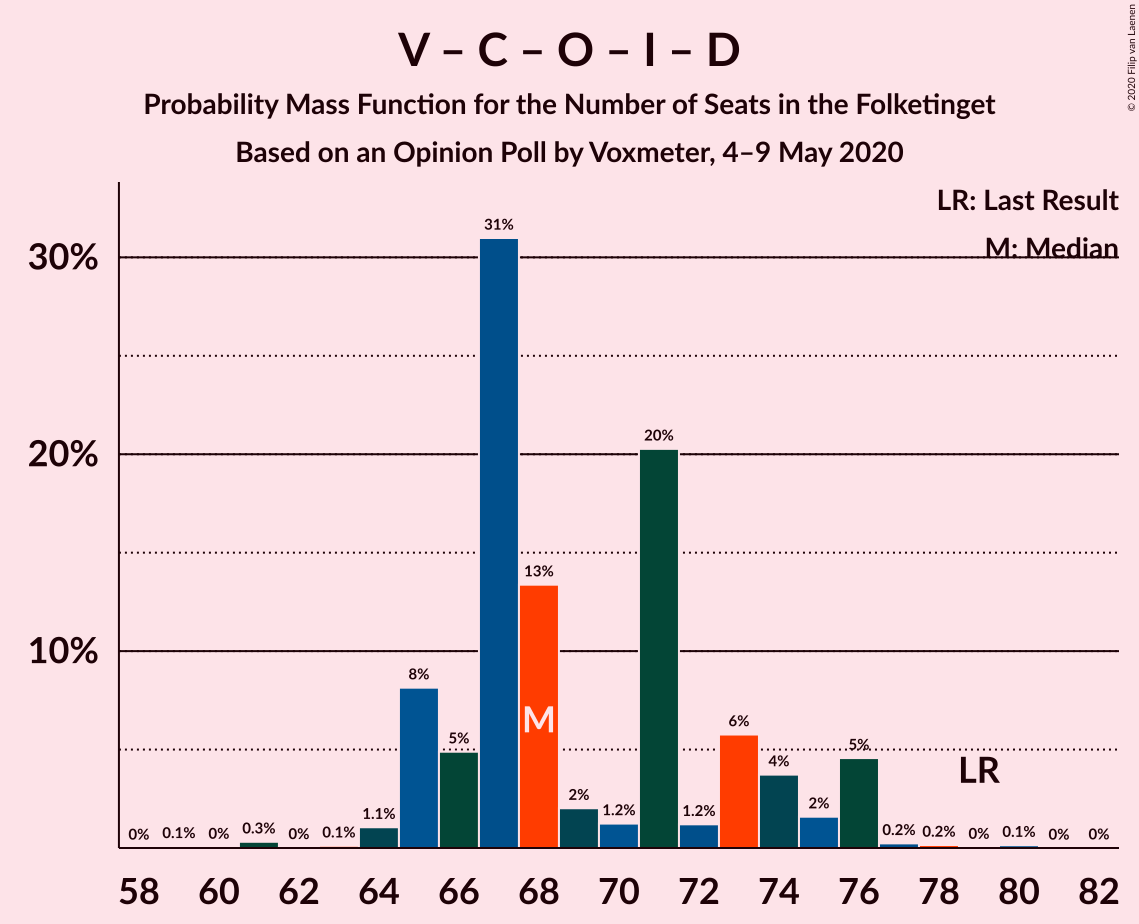 V – C – O – I – D
Probability Mass Function for the Number of Seats in the Folketinget
Based on an Opinion Poll by Voxmeter, 4–9 May 2020
© 2020 Filip van Laenen
LR: Last Result
M: Median
30%
20%
10%
0% 0.1% 0% 0.3% 0% 0.1% 1.1% 8% 5% 31% 13% 2% 1.2% 20% 1.2% 6% 4% 2% 5% 0.2% 0.2% 0% 0.1% 0% 0%
M
LR
58 60 62 64 66 68 70 72 74 76 78 80 82